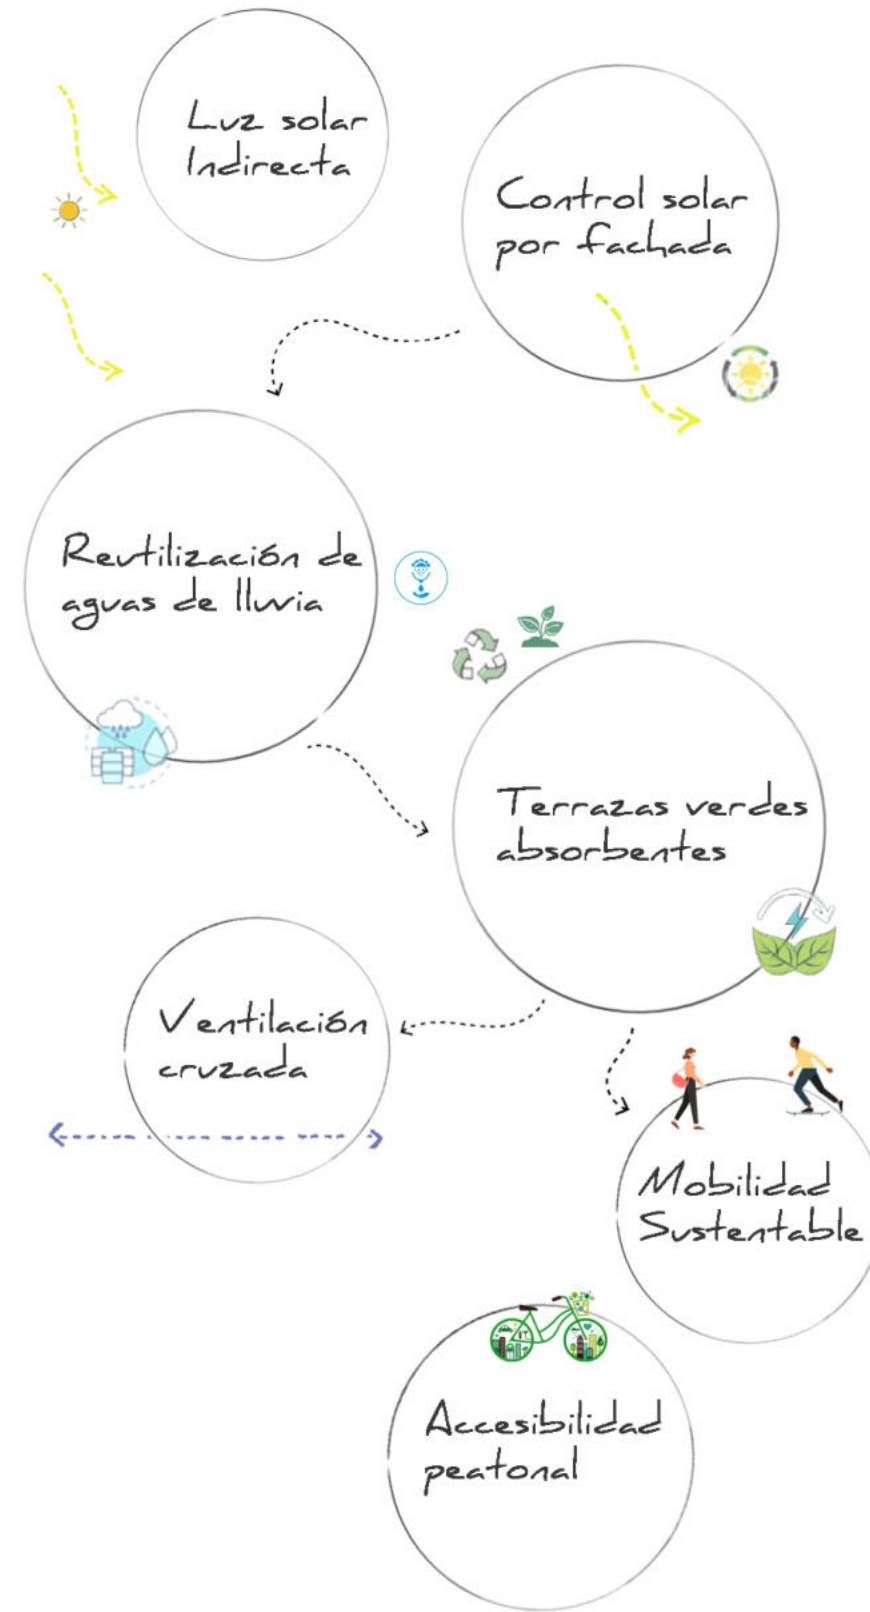 Luz solar
Indirecta
Control solar
por fachada
Reutilización de
aguas de lluvia
Terrazas verdes
absorbentes
Ventilación
cruzada
Mobilidad
Sustentable
Accesibilidad
peatonal